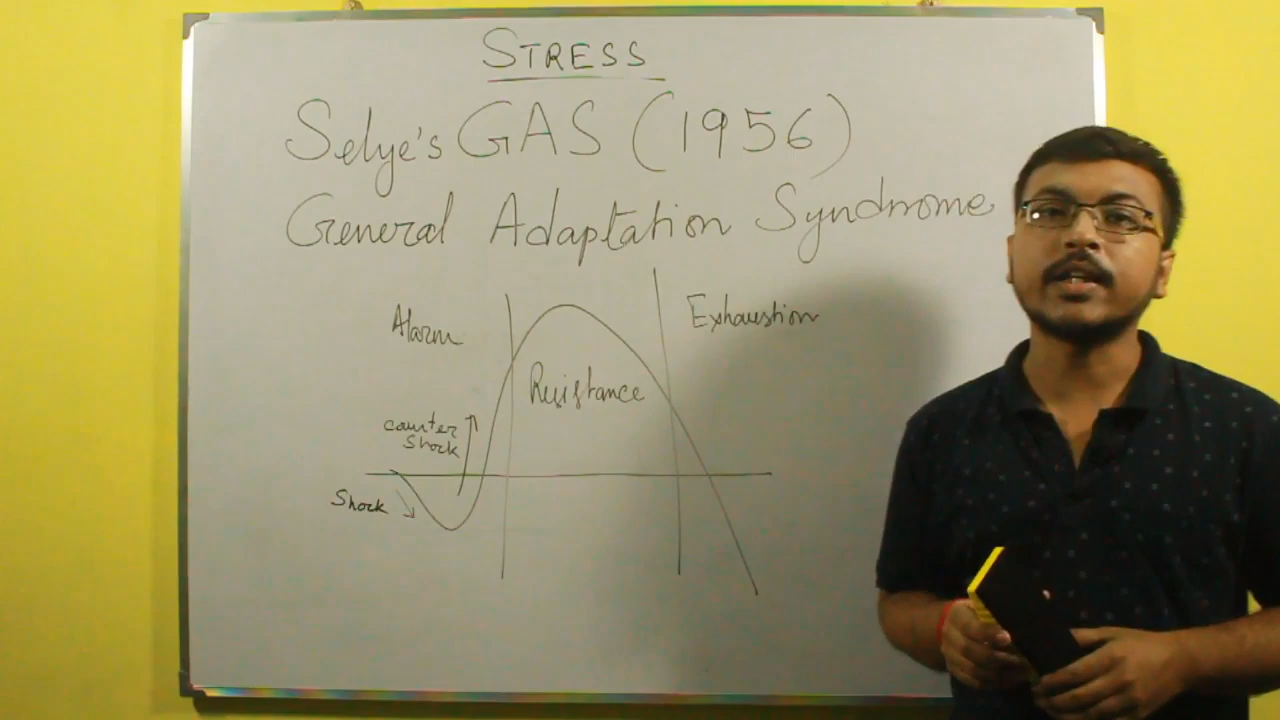 STRESS
Selye's GAS (1956)
General Adaptation Syndrome
Alarm
Exhaustion
Resistance
counter
shock
Shock